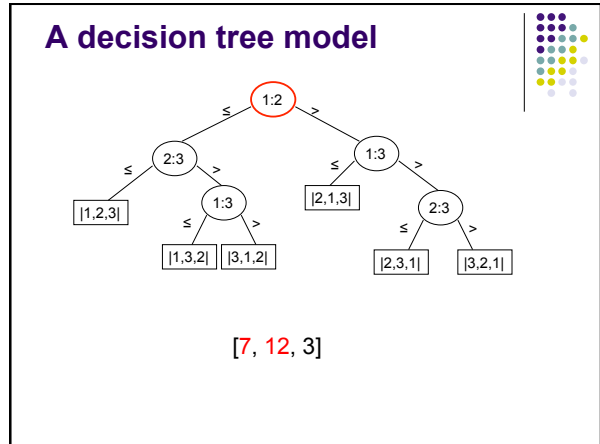 A decision tree model
1:2
≤ >
2:3 1:3
≤ > ≤ >
|1,2,3| 1:3 |2,1,3| 2:3
≤ > ≤ >
|1,3,2| |3,1,2| |2,3,1| |3,2,1|
[7, 12, 3]